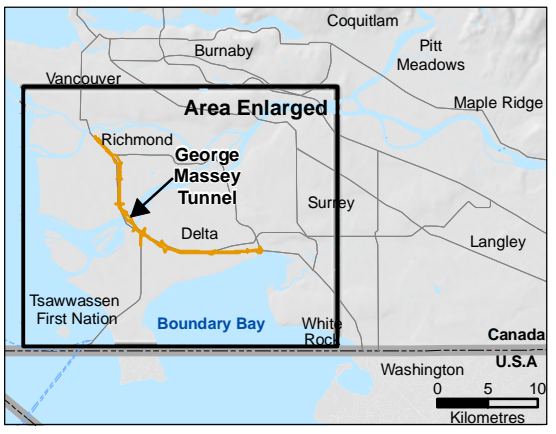 Coquitlam
Burnaby
Pitt
Meadows
Vancouver
Maple Ridge
Area Enlarged
Richmond
George
Massey
Tunnel
Surrey
Delta
Langley
Tsawwassen
First Nation
Boundary Bay
White
Rock
Canada
U.S.A
Washington
0 5 10
Kilometres